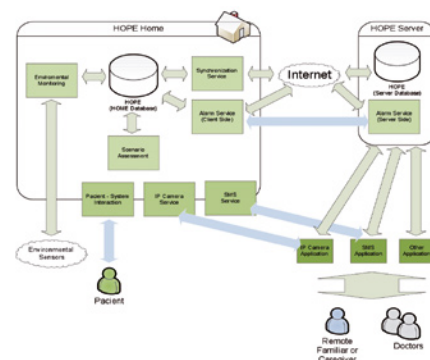 HOPE Home
HOPE Server
Enviromental
Monitoring
HOPE
(HOME Database)
Synchronization
Service
Internet
HOPE
(Server Database)
Alarm Service
(Client Side)
Alarm Service
(Server Side)
Scenario
Assessment
Pacient - System
Interaction
IP Camera
Service
SMS
Service
Environmental
Sensors
IP Camera
Application
SMS
Application
Other
Application
Pacient
Remote
Familiar or
Caregiver
Doctors